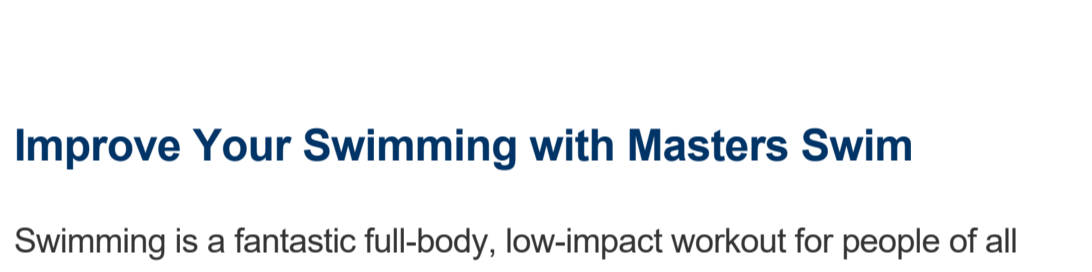 Improve Your Swimming with Masters Swim
Swimming is a fantastic full-body, low-impact workout for people of all